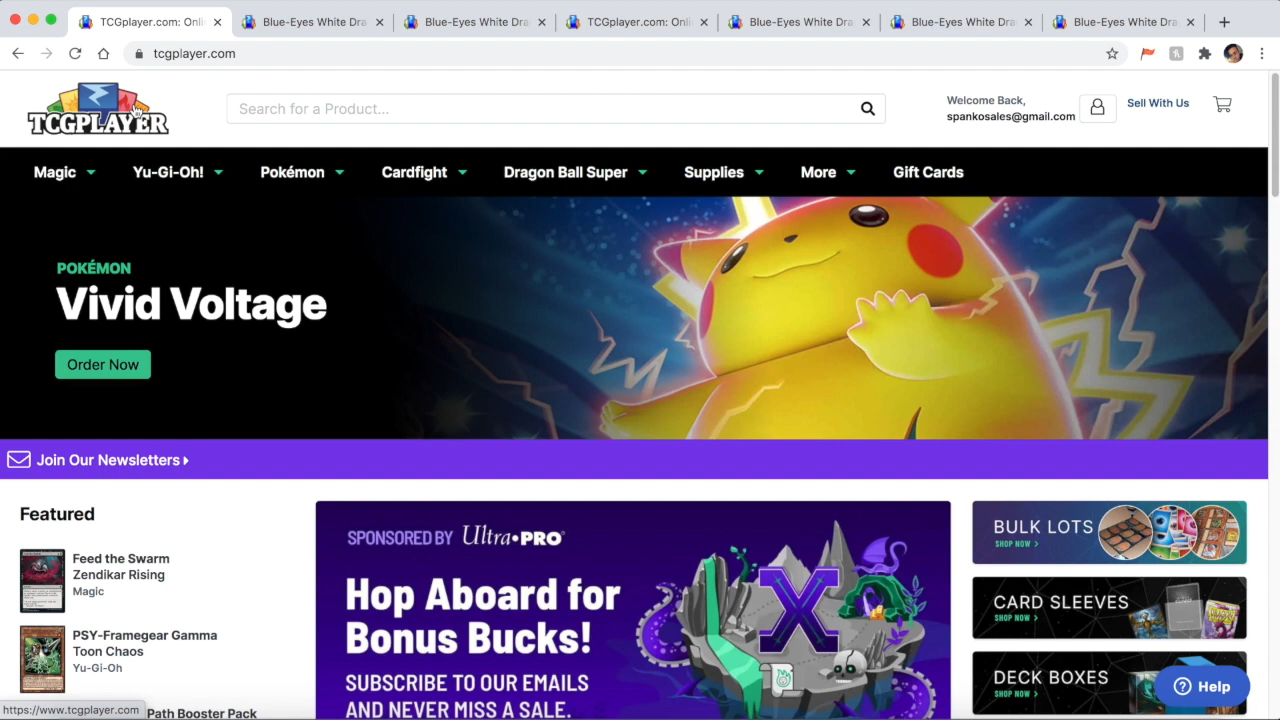 TCGPlayer.com: Onli
Blue-Eyes White Dra
Blue-Eyes White Dra
TCGPlayer.com: Onli
Blue-Eyes White Dra
Blue-Eyes White Dra
Blue-Eyes White Dra
tcgplayer.com
TCGPLAYER
Search for a Product...
Welcome Back,
spankosales@gmail.com
Sell With Us
Magic
Yu-Gi-Oh!
Pokémon
Cardfight
Dragon Ball Super
Supplies
More
Gift Cards
POKÉMON
Vivid Voltage
Order Now
Join Our Newsletters
Featured
Feed the Swarm
Zendikar Rising
Magic
PSY-Framegear Gamma
Toon Chaos
Yu-Gi-Oh
Path Booster Pack
https://www.tcgplayer.com
SPONSORED BY Ultra•PRO
Hop Aboard for
Bonus Bucks!
SUBSCRIBE TO OUR EMAILS
AND NEVER MISS A SALE.
BULK LOTS
SHOP NOW >
CARD SLEEVES
SHOP NOW >
DECK BOXES
SHOP NOW >
Help